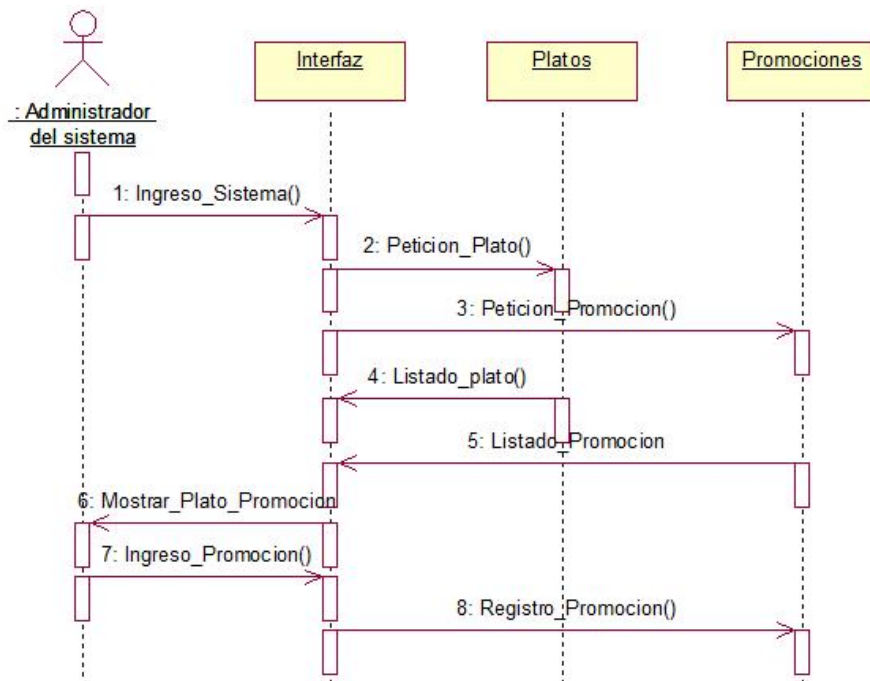 Interfaz
Platos
Promociones
: Administrador
del sistema
1: Ingreso_Sistema()
2: Peticion_Plato()
3: Peticion_Promocion()
4: Listado_plato()
5: Listado_Promocion
6: Mostrar_Plato_Promocion
7: Ingreso_Promocion()
8: Registro_Promocion()